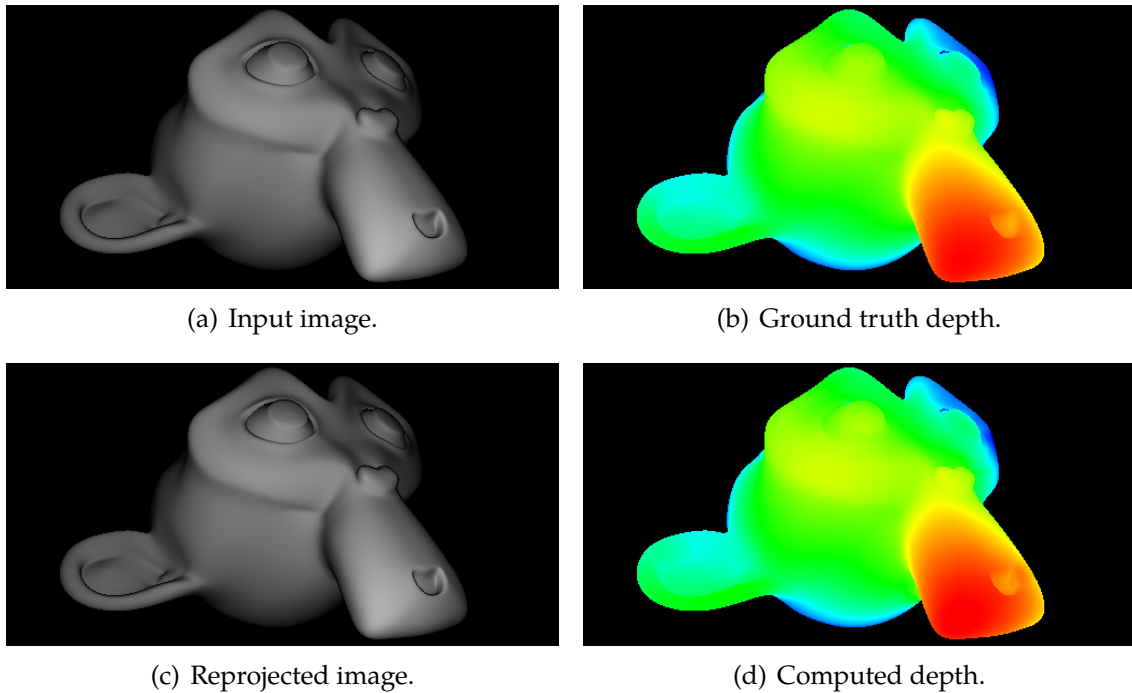 (a) Input image.
(b) Ground truth depth.
(c) Reprojected image.
(d) Computed depth.